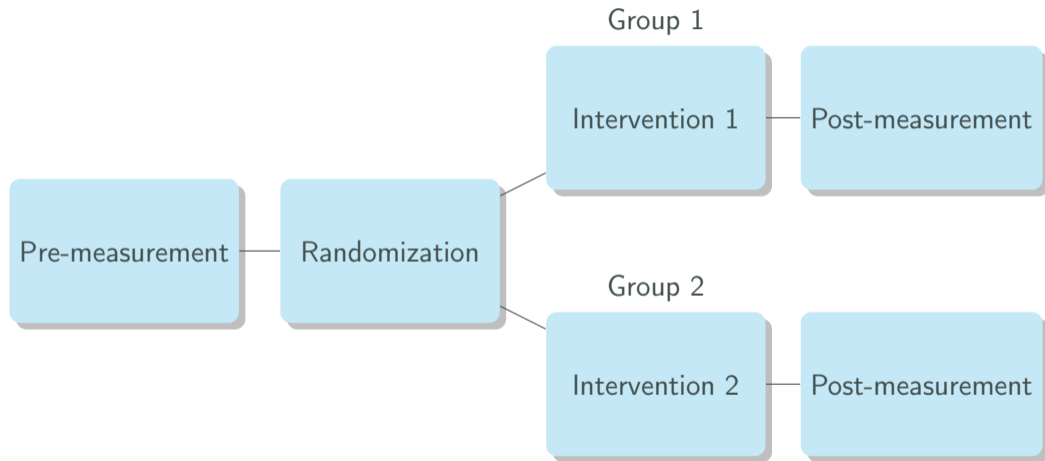 Group 1
Intervention 1
Post-measurement
Pre-measurement
Randomization
Group 2
Intervention 2
Post-measurement